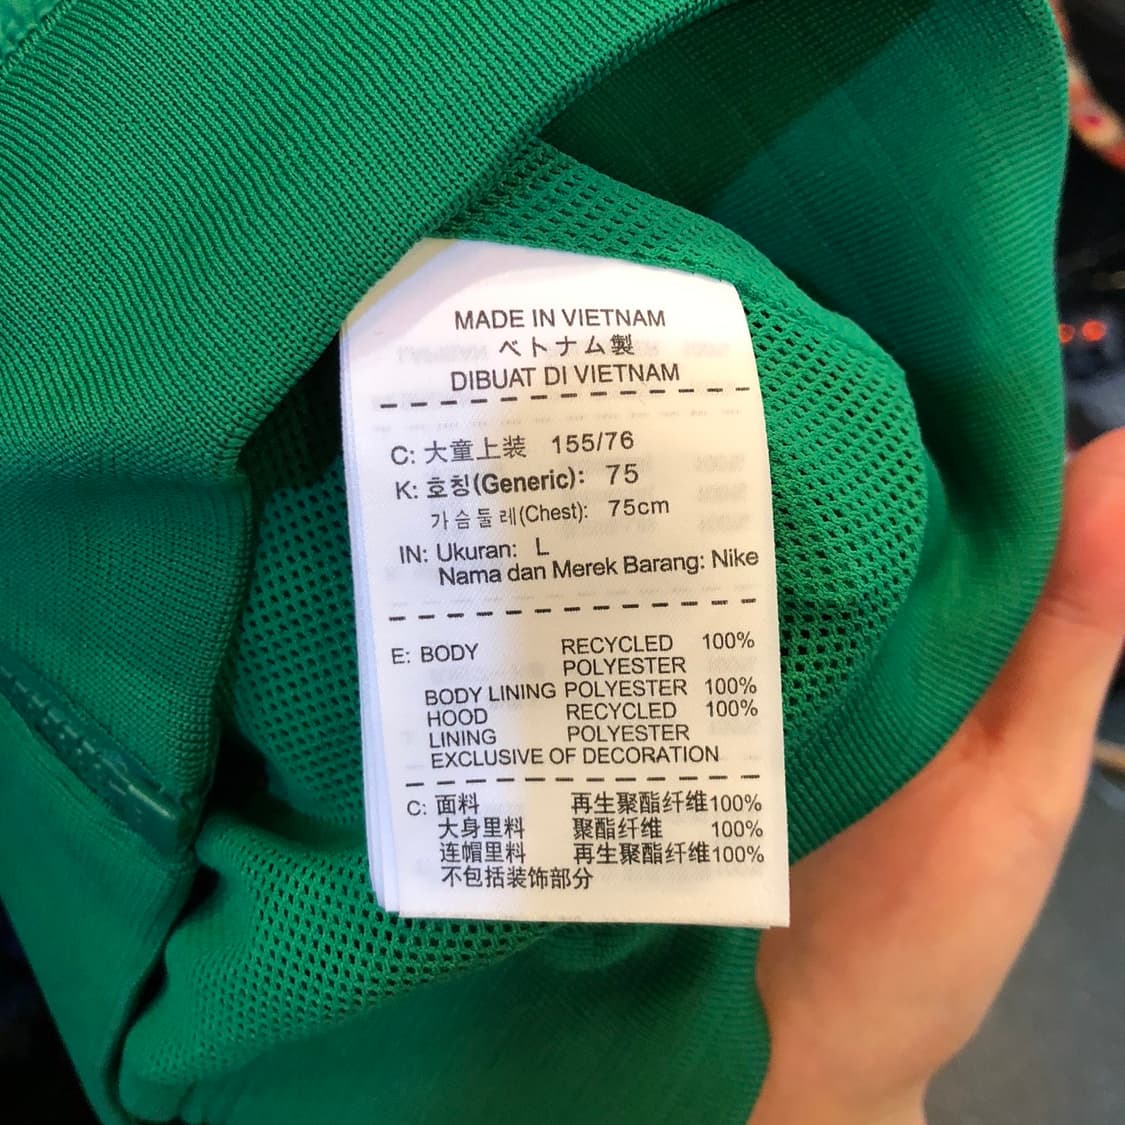 MADE IN VIETNAM
ベトナム製
DIBUAT DI VIETNAM
C: 大童上装 155/76
K: 호칭(Generic): 75
가슴둘레(Chest): 75cm
IN: Ukuran: L
Nama dan Merek Barang: Nike
E: BODY RECYCLED 100%
POLYESTER
BODY LINING POLYESTER 100%
HOOD RECYCLED 100%
LINING POLYESTER
EXCLUSIVE OF DECORATION
C: 面料 再生聚酯纤维100%
大身里料 聚酯纤维 100%
连帽里料 再生聚酯纤维100%
不包括装饰部分